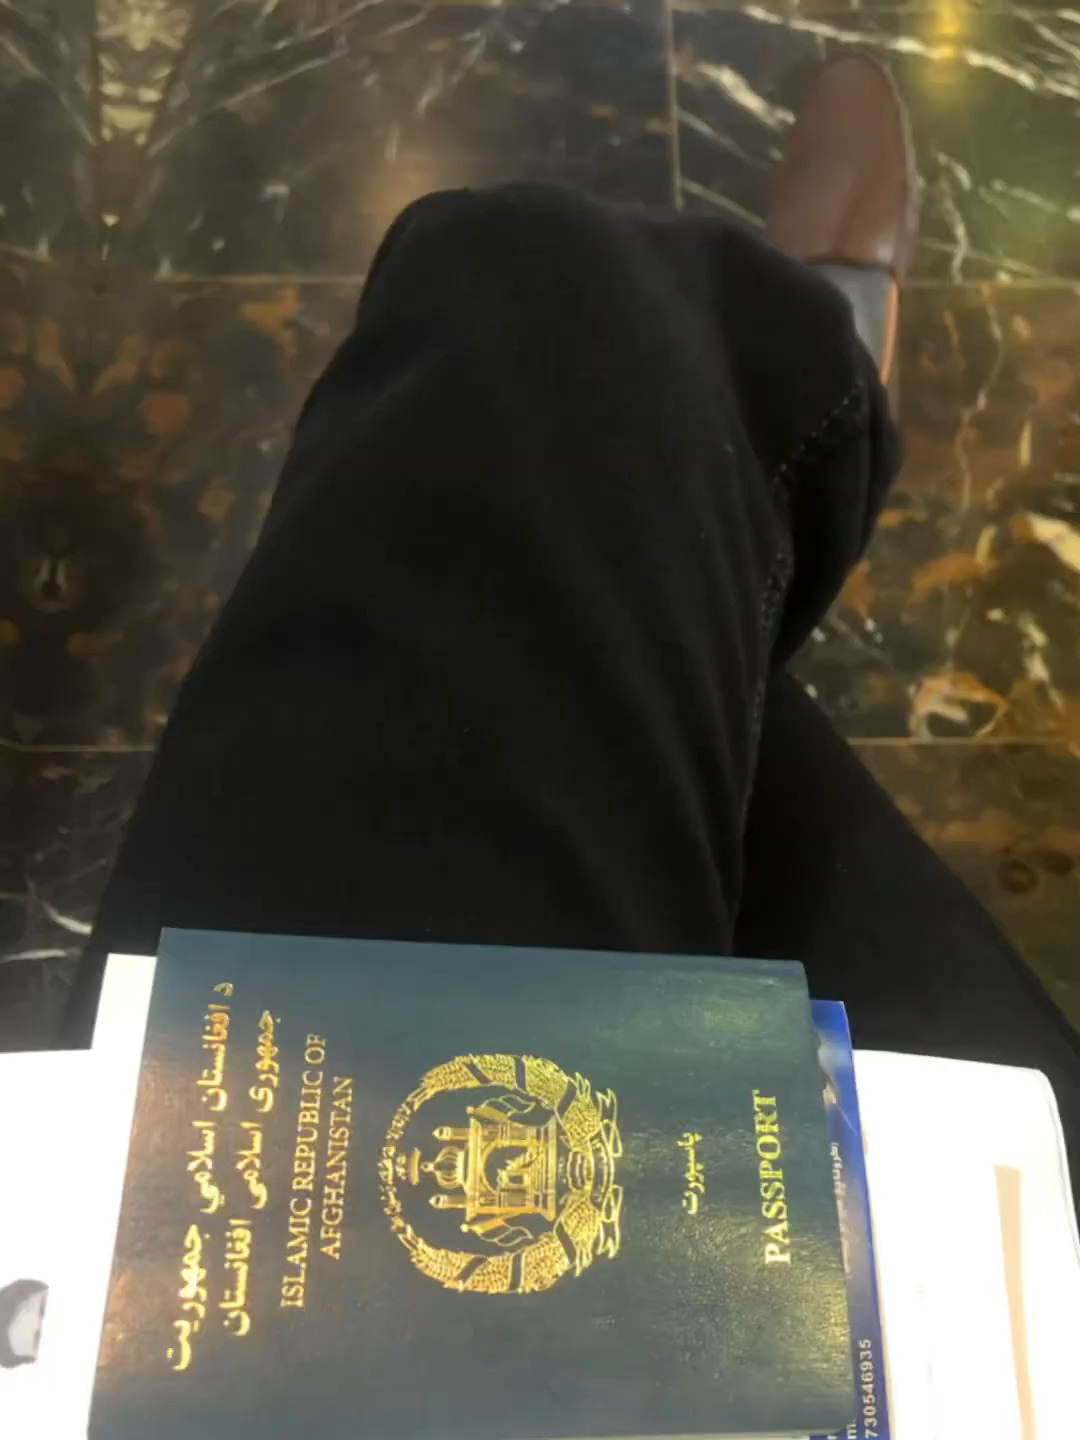 د افغانستان اسلامي جمهوریت
جمهوری اسلامی افغانستان
ISLAMIC REPUBLIC OF
AFGHANISTAN
پاسپورت
PASSPORT
730546935